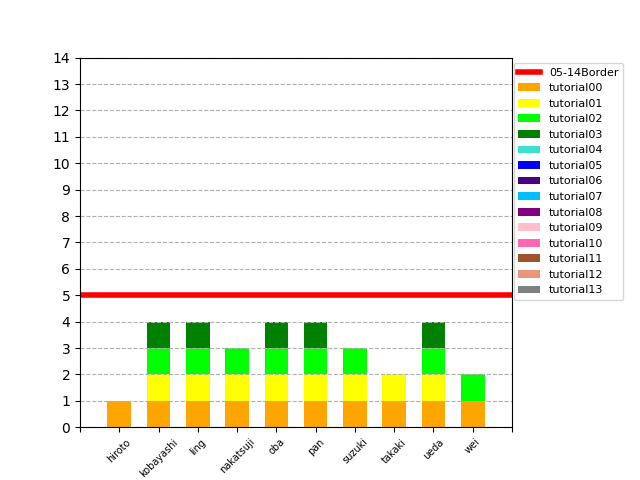 14
13
12
11
10
9
8
7
6
5
4
3
2
1
0
hiroto
kobayashi
ling
nakatsuji
oba
pan
suzuki
takaki
ueda
wei
05-14Border
tutorial00
tutorial01
tutorial02
tutorial03
tutorial04
tutorial05
tutorial06
tutorial07
tutorial08
tutorial09
tutorial10
tutorial11
tutorial12
tutorial13